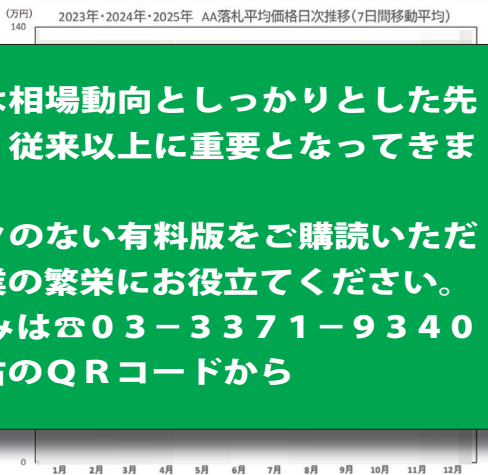 (万円)
2023年・2024年・2025年 AA落札平均価格日次推移(7日間移動平均)
140
は相場動向としっかりとした先
従来以上に重要となってきま
のない有料版をご購読いただ
業の繁栄にお役立てください。
みは☎03－3371－9340
右のQRコードから
0
1月 2月 3月 4月 5月 6月 7月 8月 9月 10月 11月 12月